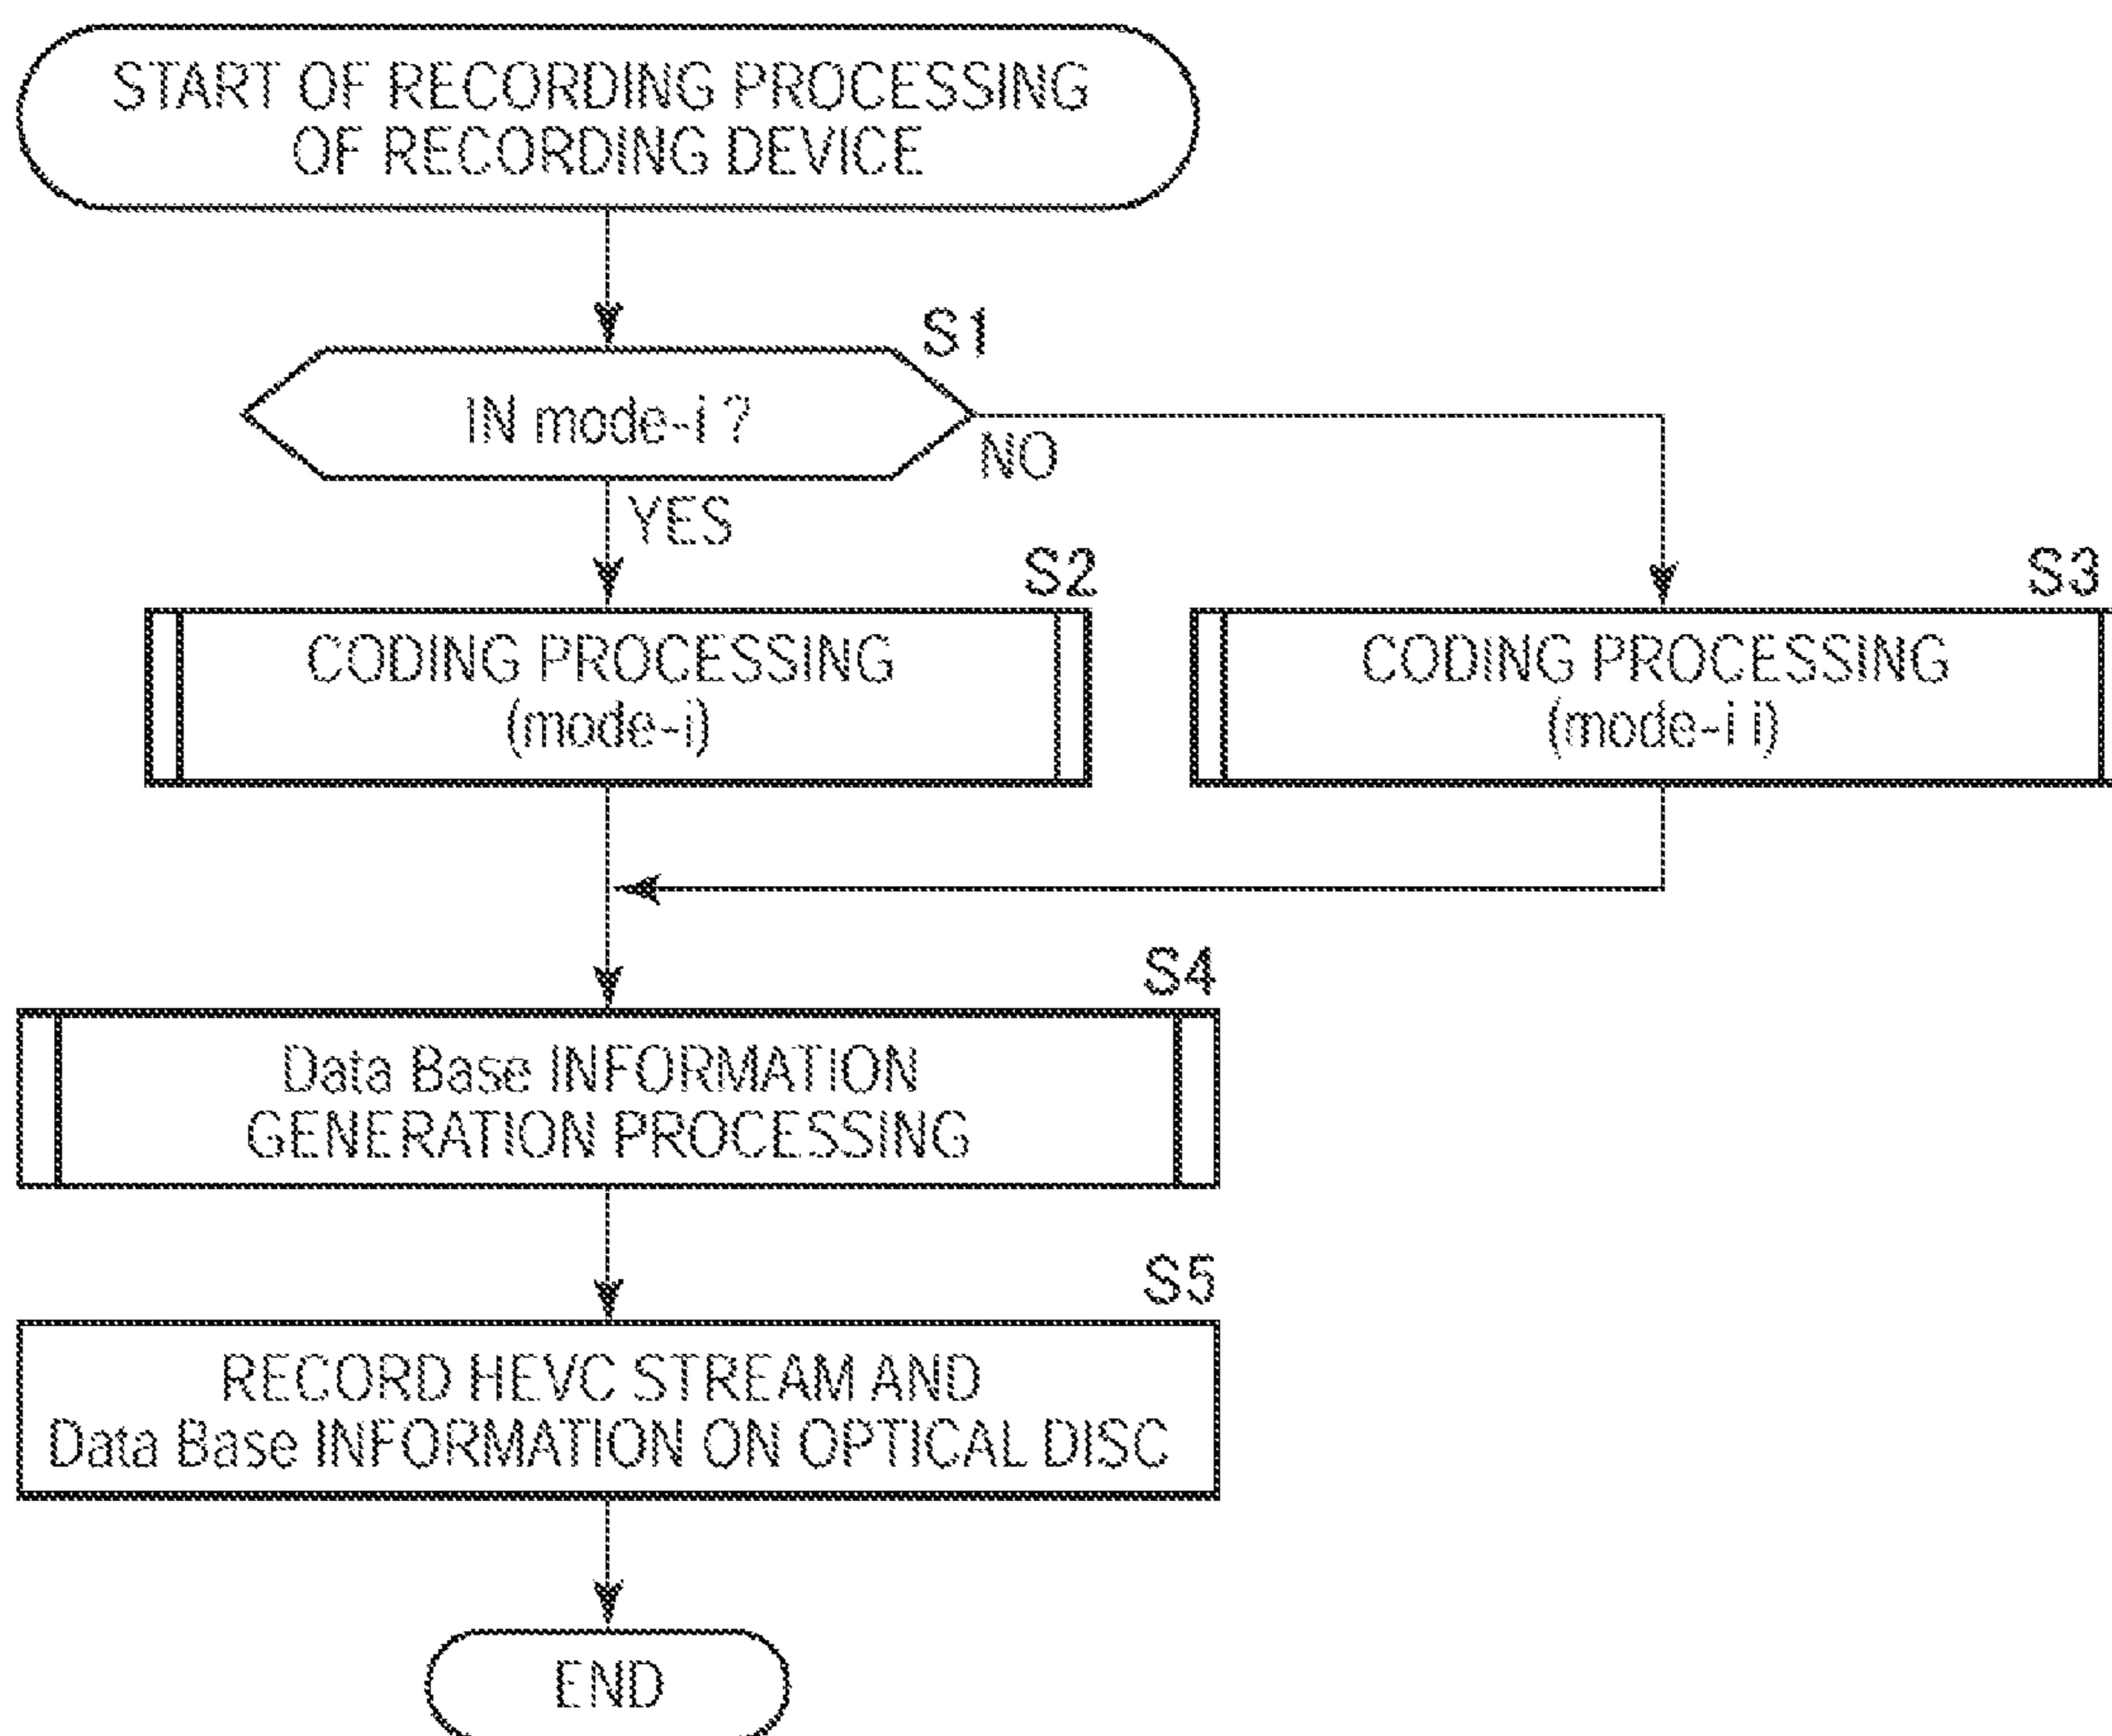 START OF RECORDING PROCESSING
OF RECORDING DEVICE
S1
IN mode-i ?
NO
YES
S2
S3
CODING PROCESSING
(mode-i)
CODING PROCESSING
(mode-i i)
S4
Data Base INFORMATION
GENERATION PROCESSING
S5
RECORD HEVC STREAM AND
Data Base INFORMATION ON OPTICAL DISC
END